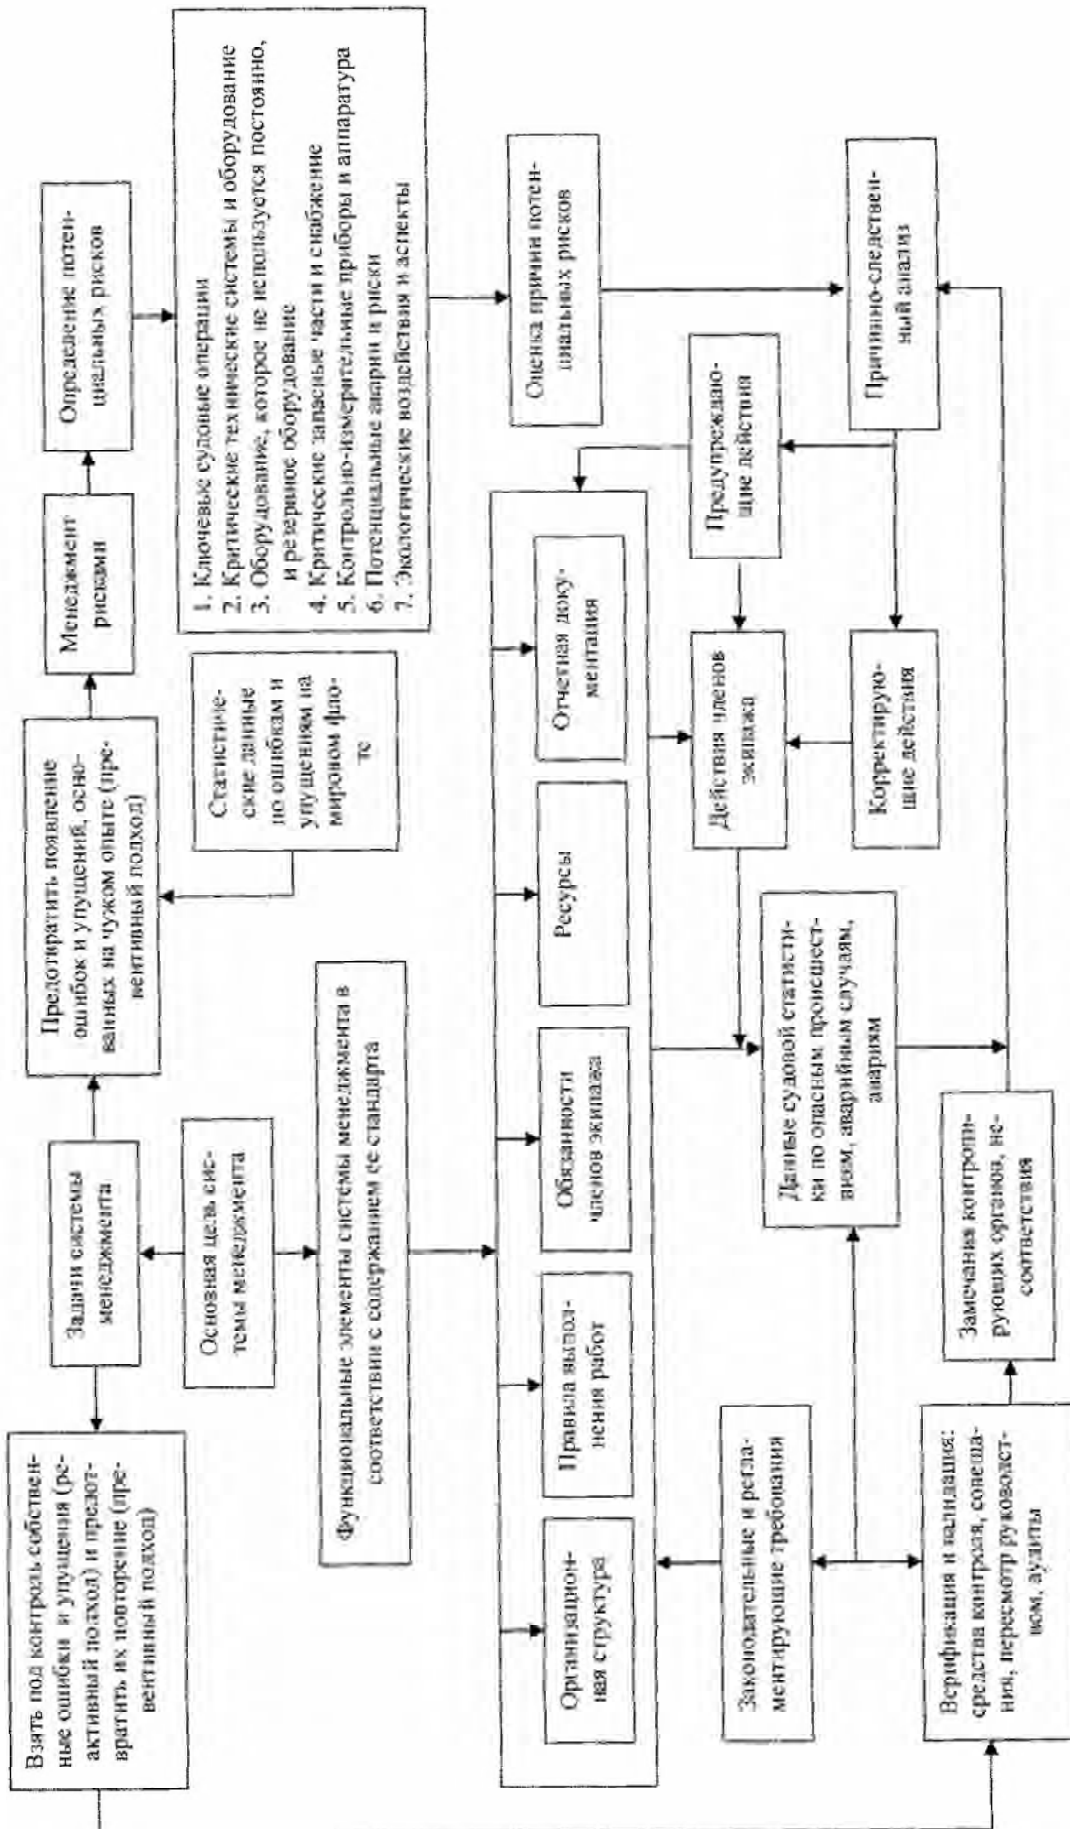 Взять под контроль собствен-
ные ошибки и упущения (ре-
активный подход) и предот-
вратить их повторение (пре-
вентивный подход)
Задачи системы
менеджмента
Предотвратить появление
ошибок и упущений, осно-
ванных на чужом опыте (пре-
вентивный подход)
Менеджмент
рисками
Определение потен-
циальных рисков
Основная цель сис-
темы менеджмента
Статистиче-
ские данные
по ошибкам и
упущениям на
мировом фло-
те
1. Ключевые судовые операции
2. Критические технические системы и оборудование
3. Оборудование, которое не используется постоянно,
и резервное оборудование
4. Критические запасные части и снабжение
5. Контрольно-измерительные приборы и аппаратура
6. Потенциальные аварии и риски
7. Экологические воздействия и аспекты
Функциональные элементы системы менеджмента в
соответствии с содержанием ее стандарта
Организацион-
ная структура
Правила выпол-
нения работ
Обязанности
членов экипажа
Ресурсы
Отчетная доку-
ментация
Оценка причин потен-
циальных рисков
Законодательные и регла-
ментирующие требования
Данные судовой статисти-
ки по опасным происшест-
виям, аварийным случаям,
авариям
Действия членов
экипажа
Предупреждаю-
щие действия
Корректирую-
щие действия
Причинно-следствен-
ный анализ
Верификация и валидация:
средства контроля, совеща-
ния, пересмотр руководст-
вом, аудиты
Замечания контроли-
рующих органов, не-
соответствия